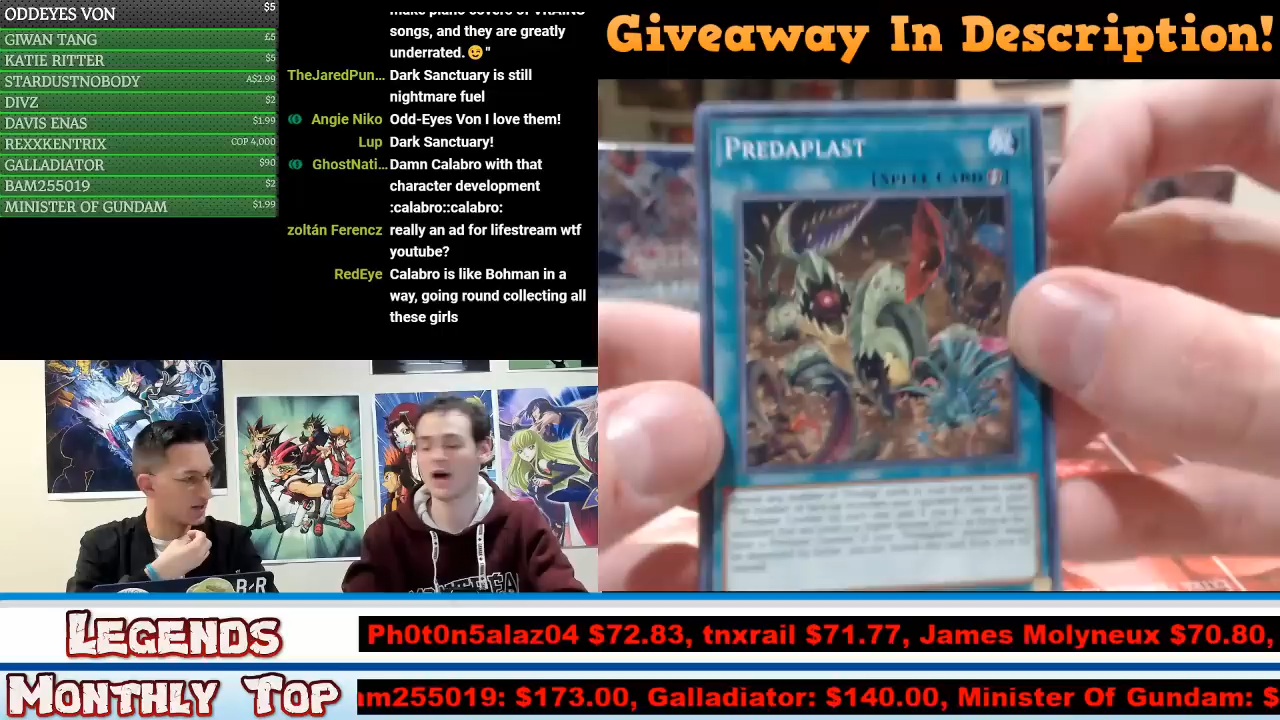 ODDEYES VON $5
GIWAN TANG £5
KATIE RITTER $5
STARDUSTNOBODY A$2.99
DIVZ $2
DAVIS ENAS $1.99
REXXKENTRIX COP 4,000
GALLADIATOR $90
BAM255019 $2
MINISTER OF GUNDAM $1.99
songs, and they are greatly
underrated.😉"
TheJaredPun... Dark Sanctuary is still
nightmare fuel
Angie Niko Odd-Eyes Von I love them!
Lup Dark Sanctuary!
GhostNati... Damn Calabro with that
character development
:calabro::calabro:
zoltán Ferencz really an ad for lifestream wtf
youtube?
RedEye Calabro is like Bohman in a
way, going round collecting all
these girls
Giveaway In Description!
PREDAPLAST
[SPELL CARD]
LEGENDS
Ph0t0n5alaz04 $72.83, tnxrail $71.77, James Molyneux $70.80,
MONTHLY TOP
am255019: $173.00, Galladiator: $140.00, Minister Of Gundam: $